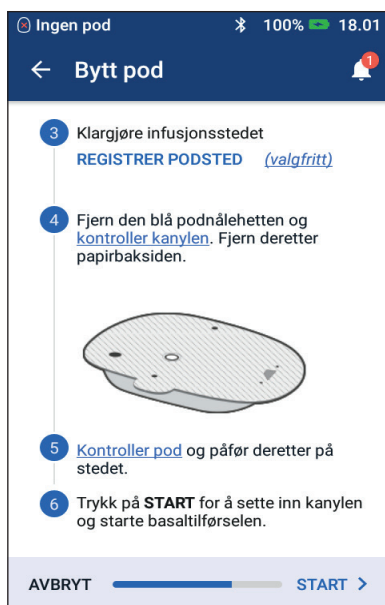 Ingen pod 100% 18.01
Bytt pod 1
3 Klargjøre infusjonsstedet
REGISTRER PODSTED (valgfritt)
4 Fjern den blå podnålehetten og
kontroller kanylen. Fjern deretter
papirbaksiden.
5 Kontroller pod og påfør deretter på
stedet.
6 Trykk på START for å sette inn kanylen
og starte basaltilførselen.
AVBRYT START